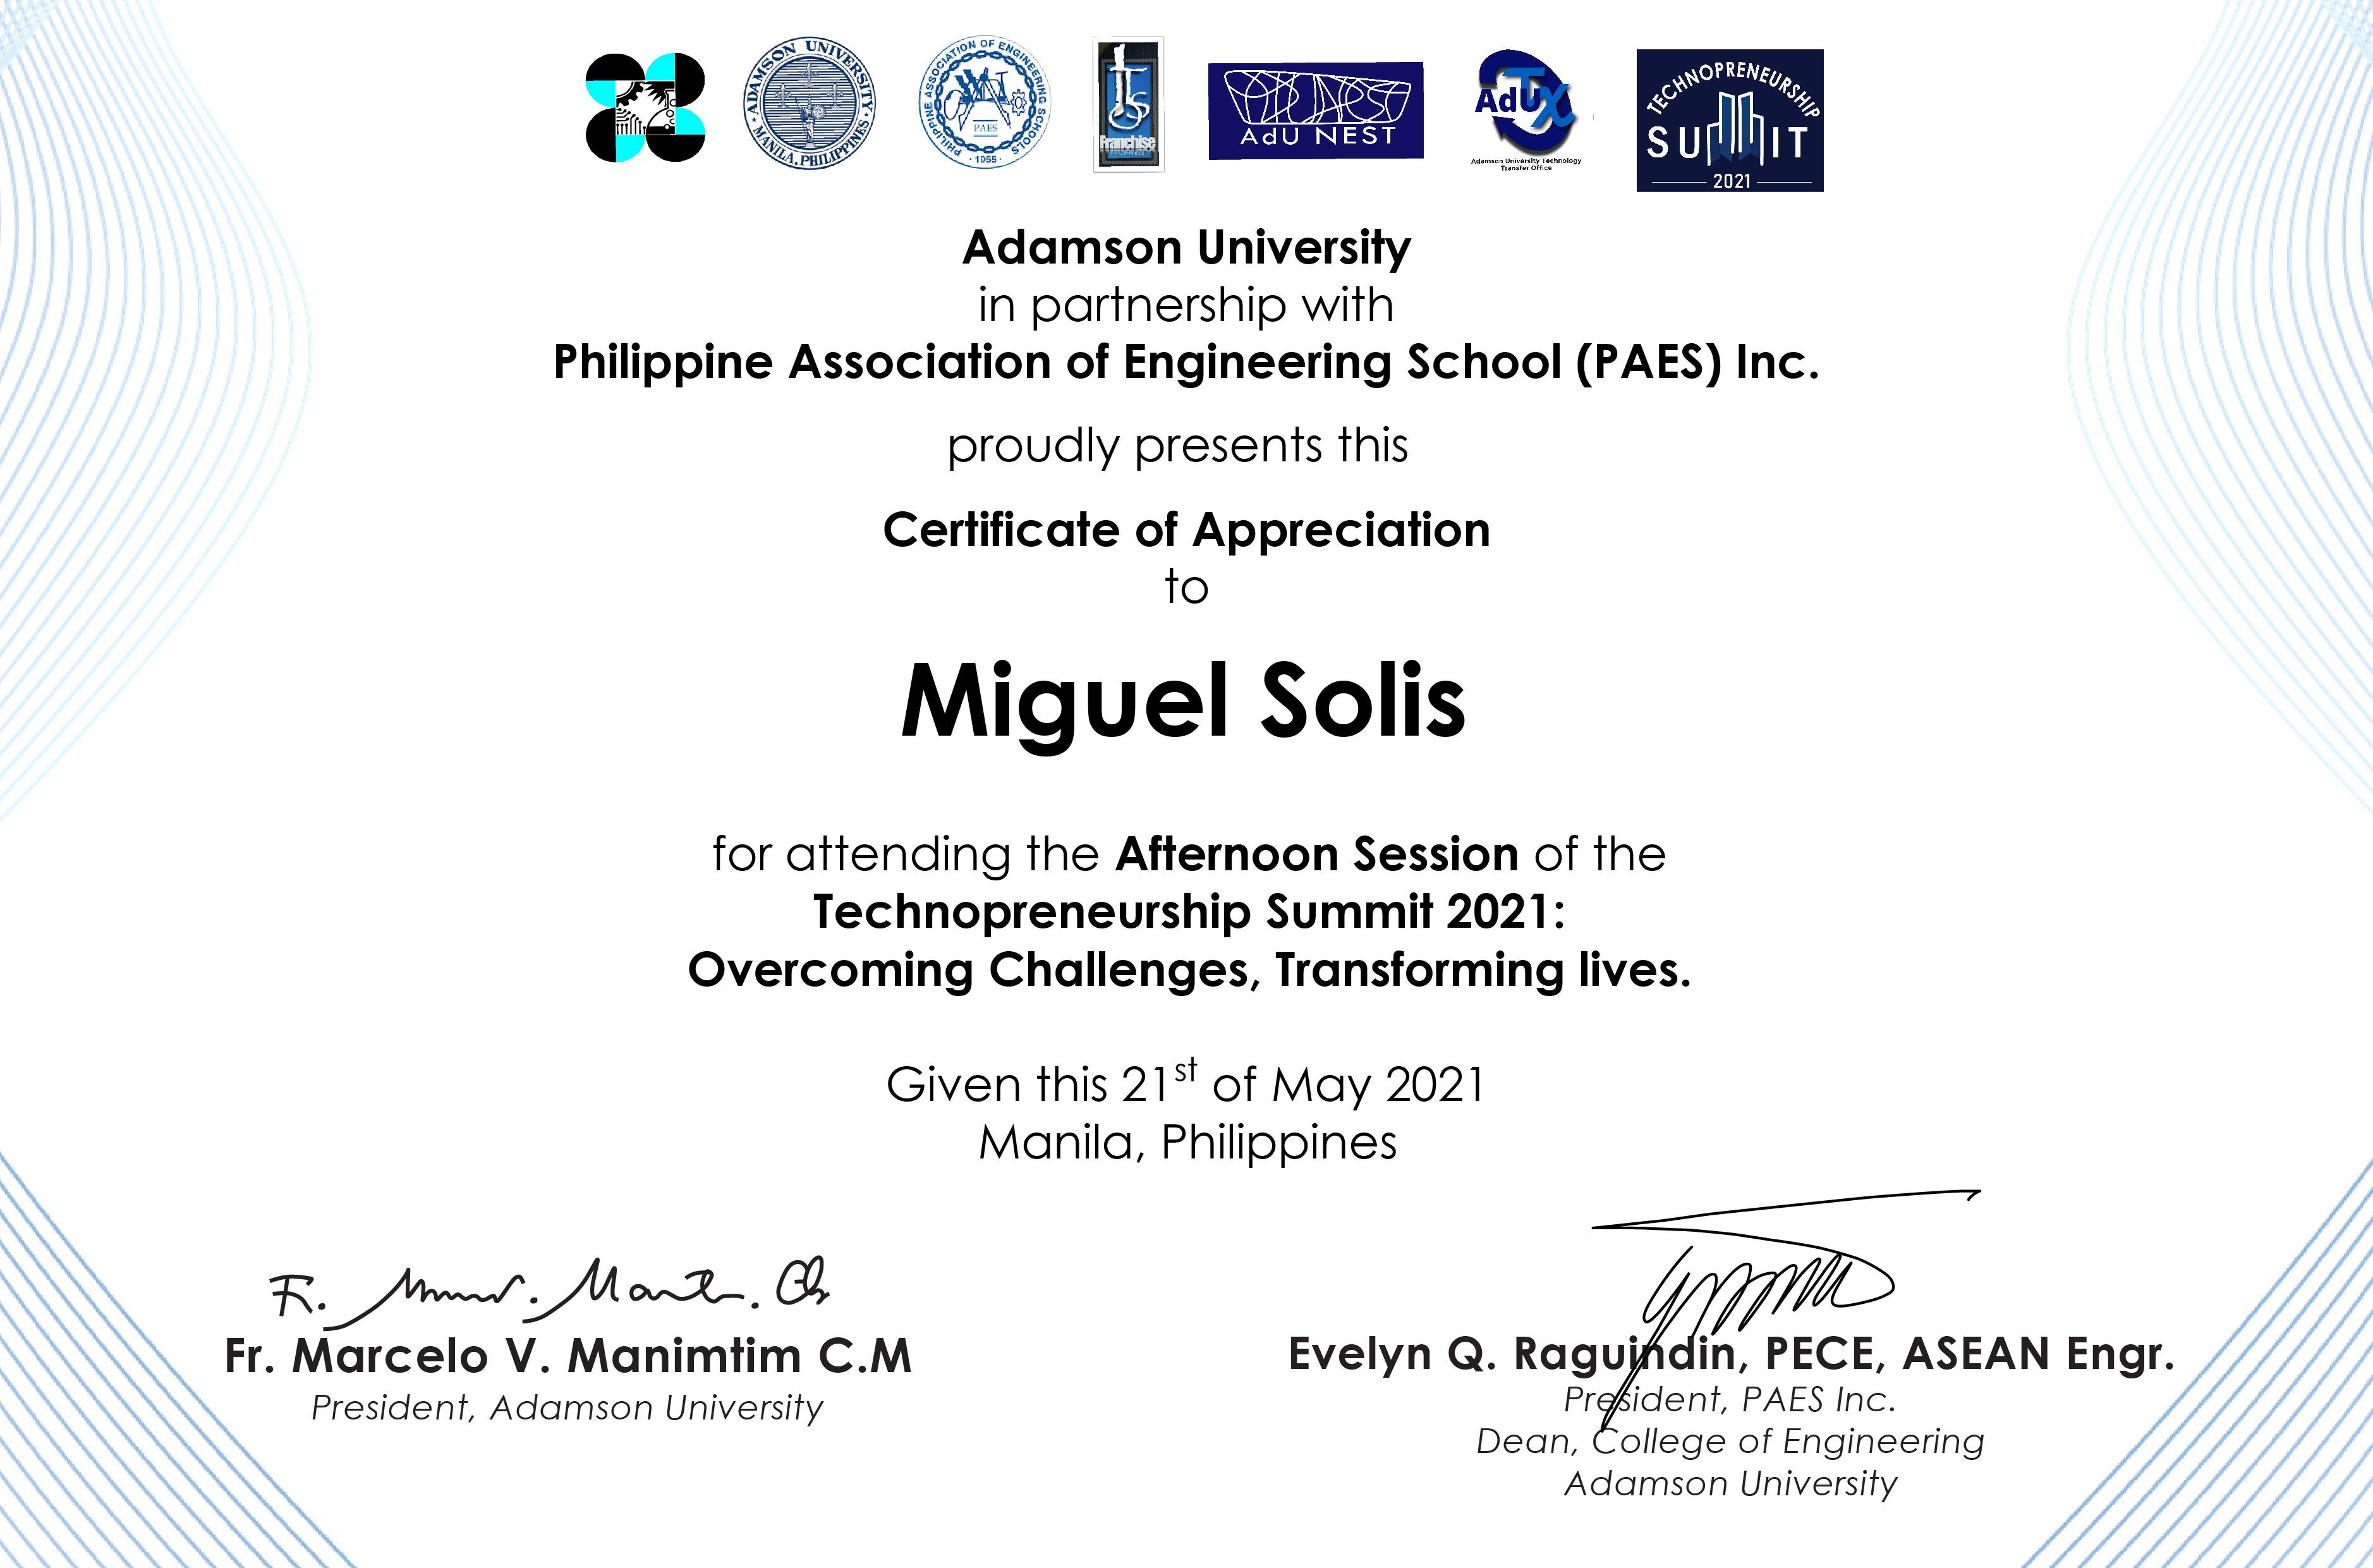 ADAMSON UNIVERSITY
MANILA, PHILIPPINES
PHILIPPINE ASSOCIATION OF ENGINEERING SCHOOLS
PAES
1955
Franchise
AdU NEST
AdUTX
Adamson University Technology
Transfer Office
TECHNOPRENEURSHIP
SUMMIT
2021
Adamson University
in partnership with
Philippine Association of Engineering School (PAES) Inc.
proudly presents this
Certificate of Appreciation
to
Miguel Solis
for attending the Afternoon Session of the
Technopreneurship Summit 2021:
Overcoming Challenges, Transforming lives.
Given this 21st of May 2021
Manila, Philippines
Fr. Marcelo V. Manimtim C.M
President, Adamson University
Evelyn Q. Raguindin, PECE, ASEAN Engr.
President, PAES Inc.
Dean, College of Engineering
Adamson University